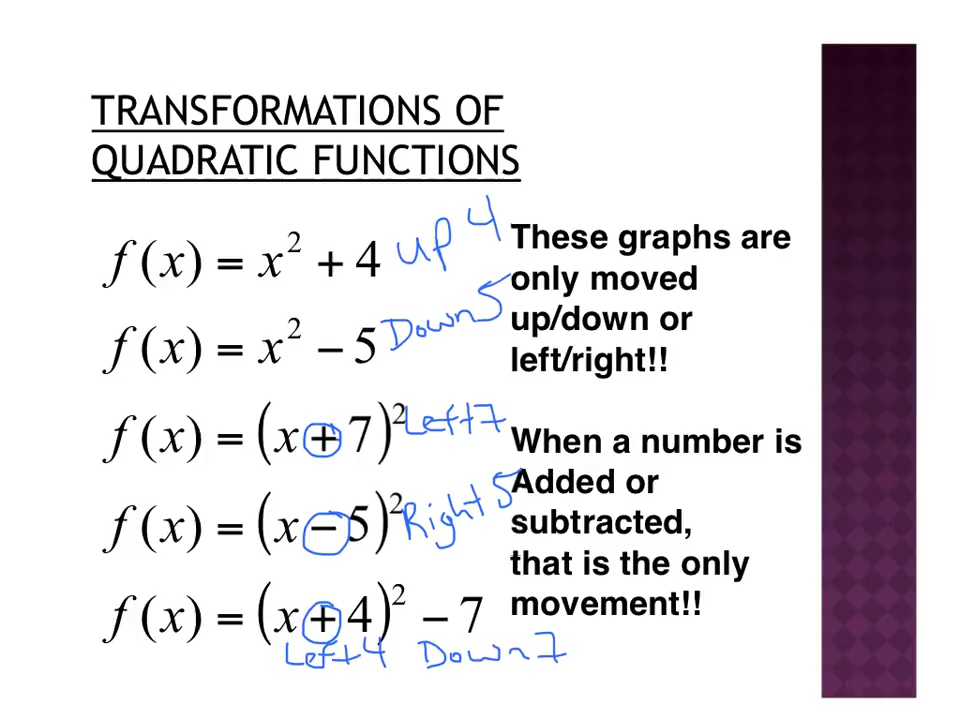 TRANSFORMATIONS OF
QUADRATIC FUNCTIONS
f(x) = x² + 4 up 4
f(x) = x² − 5 Down 5
f(x) = (x + 7)² Left 7
f(x) = (x − 5)² Right 5
f(x) = (x + 4)² − 7
Left 4 Down 7
These graphs are
only moved
up/down or
left/right!!
When a number is
Added or
subtracted,
that is the only
movement!!